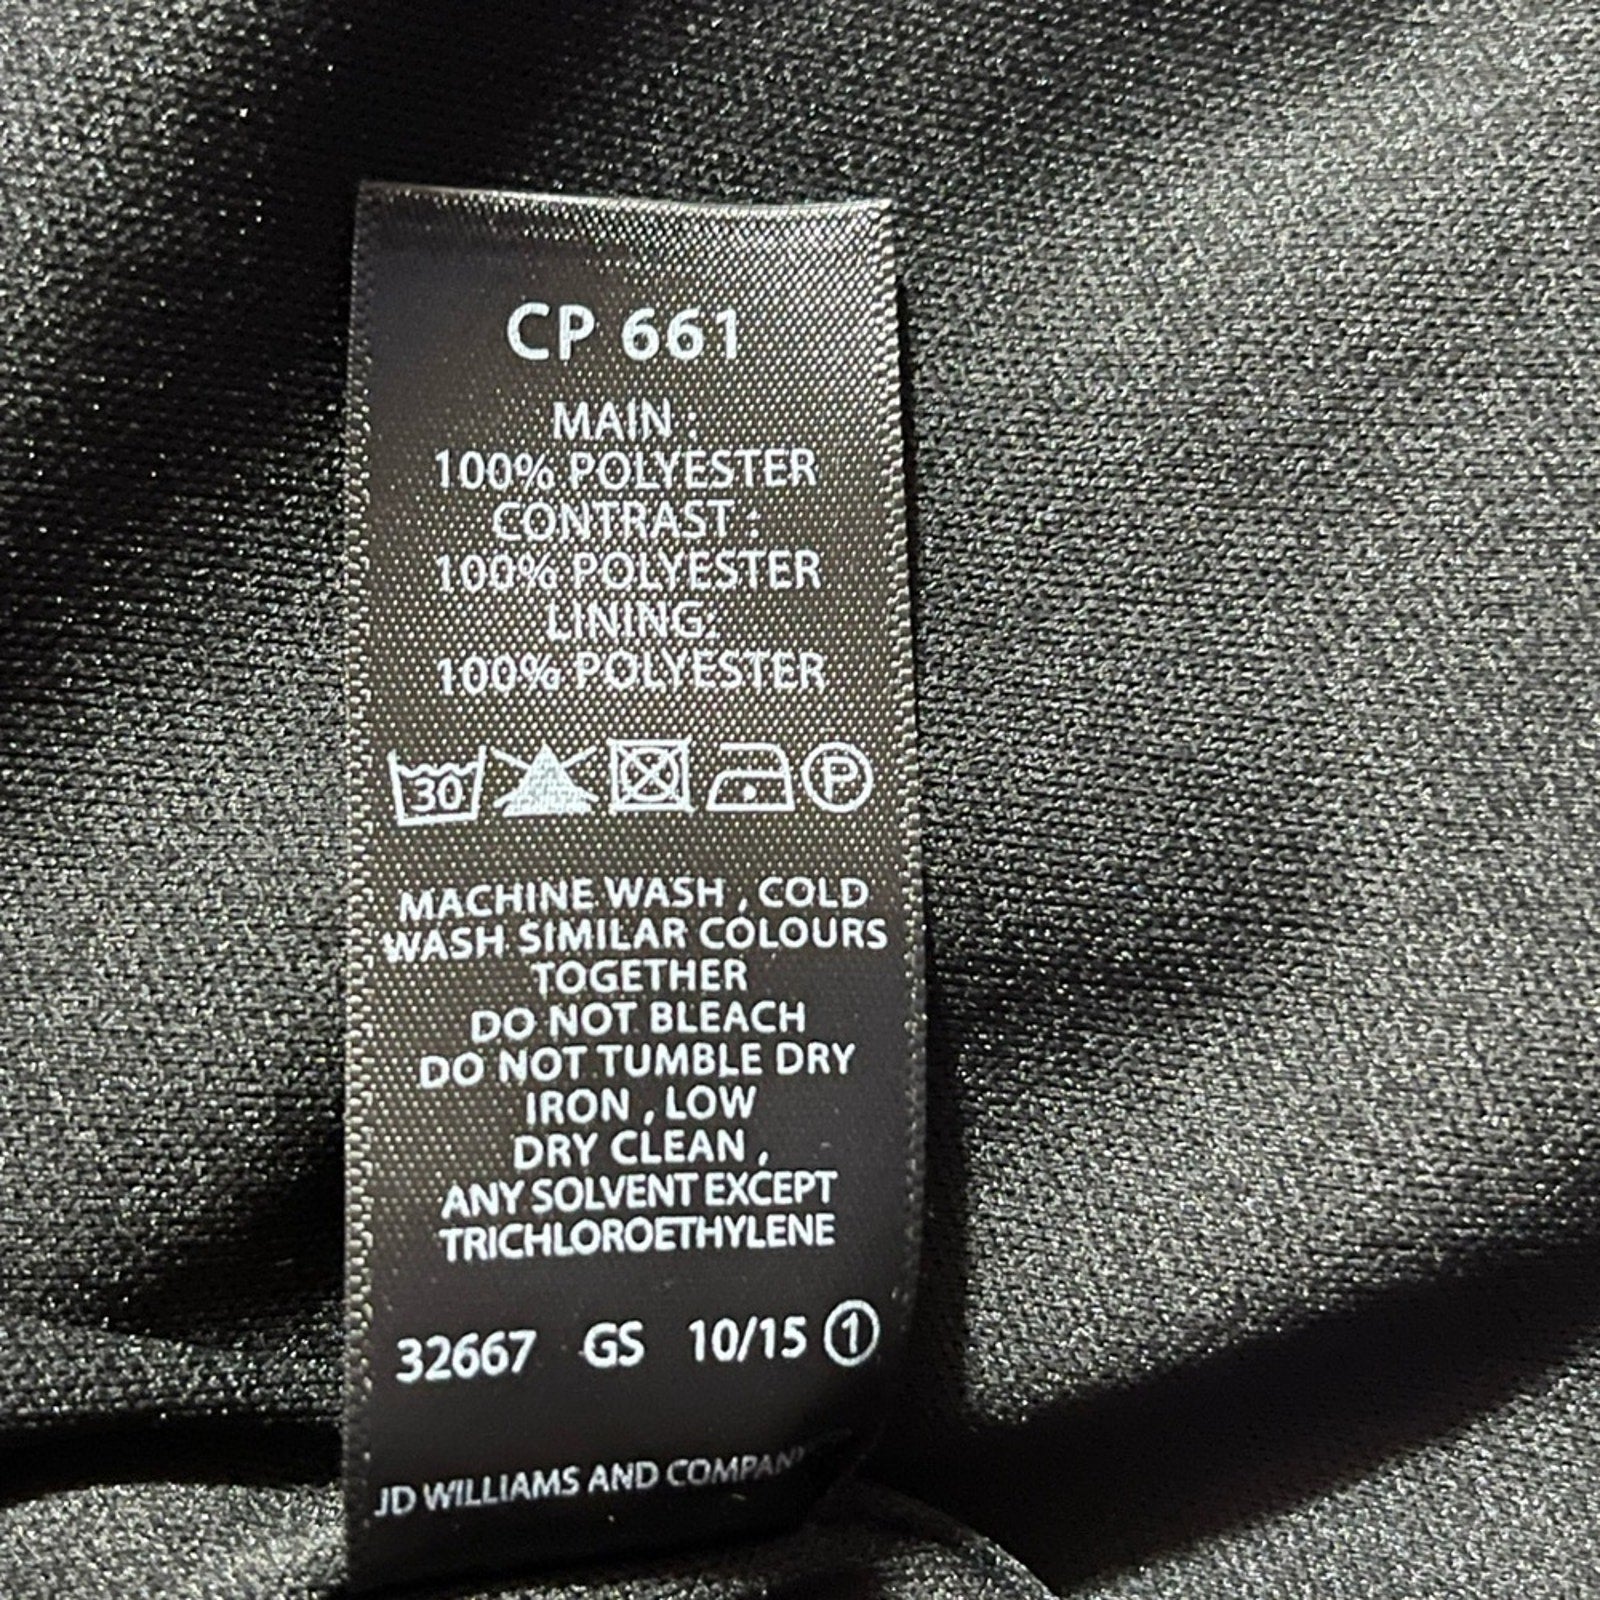 CP 661
MAIN :
100% POLYESTER
CONTRAST :
100% POLYESTER
LINING:
100% POLYESTER
30 P
MACHINE WASH , COLD
WASH SIMILAR COLOURS
TOGETHER
DO NOT BLEACH
DO NOT TUMBLE DRY
IRON , LOW
DRY CLEAN ,
ANY SOLVENT EXCEPT
TRICHLOROETHYLENE
32667 GS 10/15 1
JD WILLIAMS AND COMPANY